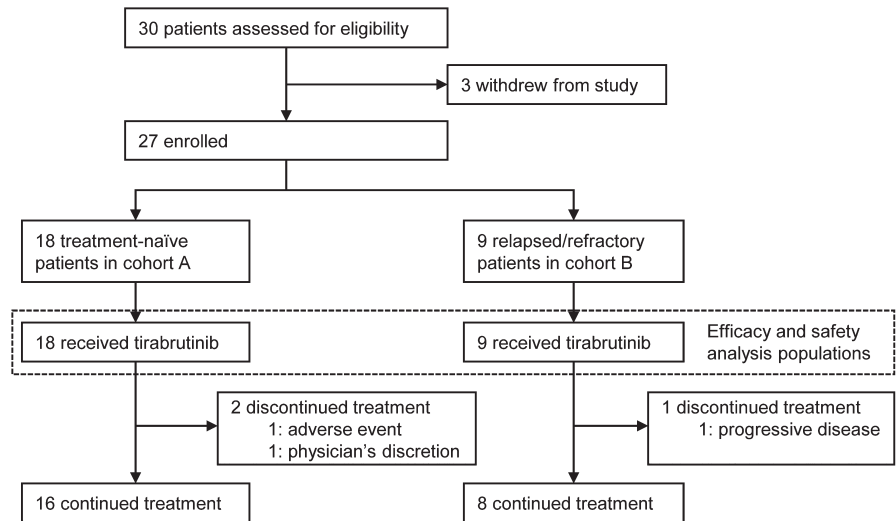 30 patients assessed for eligibility
3 withdrew from study
27 enrolled
18 treatment-naïve
patients in cohort A
9 relapsed/refractory
patients in cohort B
18 received tirabrutinib
9 received tirabrutinib
Efficacy and safety
analysis populations
2 discontinued treatment
1: adverse event
1: physician's discretion
1 discontinued treatment
1: progressive disease
16 continued treatment
8 continued treatment